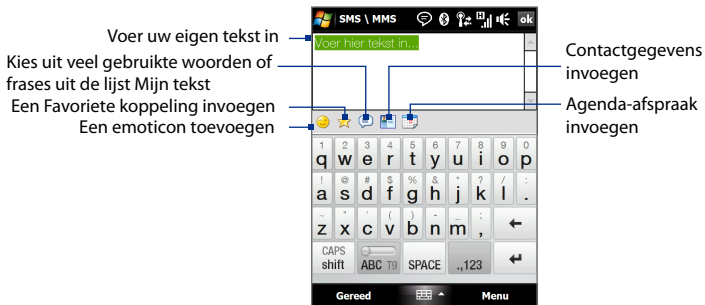 SMS \ MMS ok
Voer uw eigen tekst in
Voer hier tekst in...
Kies uit veel gebruikte woorden of
frases uit de lijst Mijn tekst
Een Favoriete koppeling invoegen
Een emoticon toevoegen
Contactgegevens
invoegen
Agenda-afspraak
invoegen
1 2 3 4 5 6 7 8 9 0
q w e r t y u i o p
! @ # $ % & * ? / :
a s d f g h j k l .
~ " ' ( ) - _ ;
z x c v b n m ,
CAPS
shift ABC T9 SPACE .,123
Gereed Menu